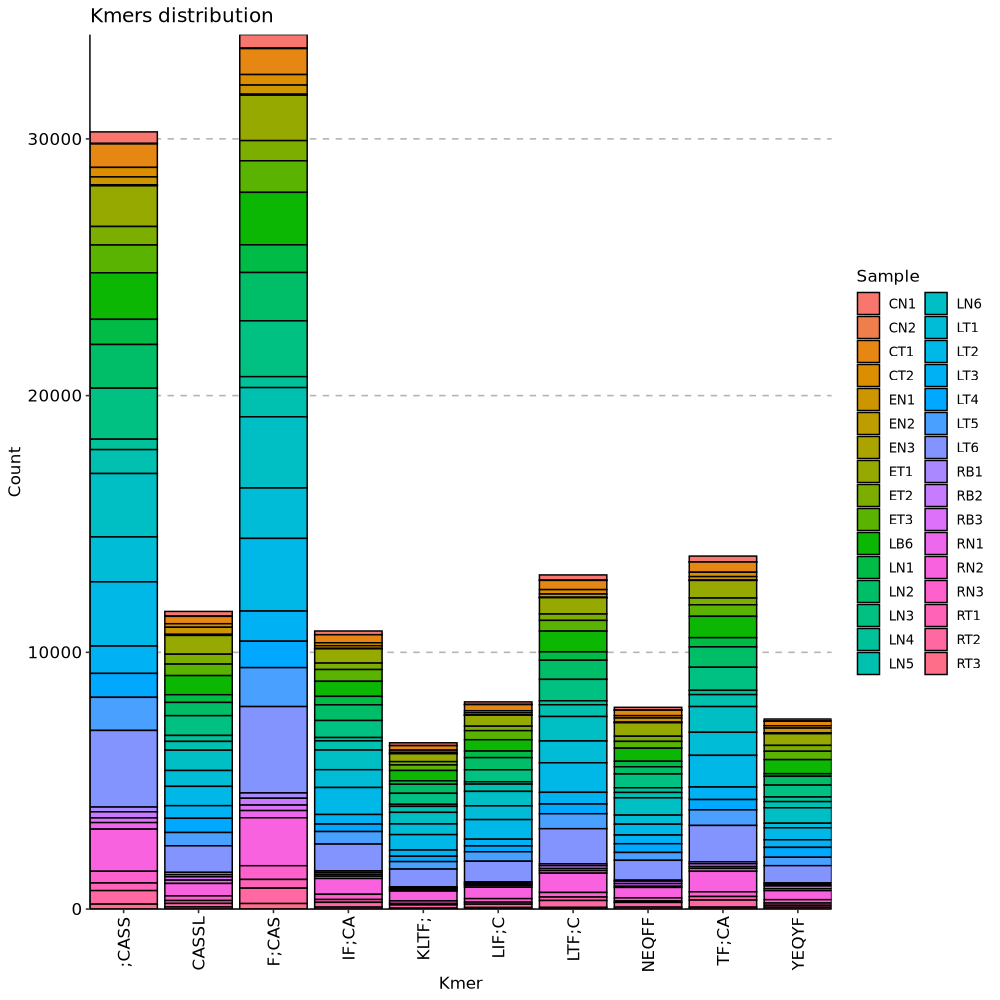 Kmers distribution
30000
20000
10000
0
Count
;CASS
CASSL
F;CAS
IF;CA
KLTF;
LIF;C
LTF;C
NEQFF
TF;CA
YEQYF
Kmer
Sample
CN1
CN2
CT1
CT2
EN1
EN2
EN3
ET1
ET2
ET3
LB6
LN1
LN2
LN3
LN4
LN5
LN6
LT1
LT2
LT3
LT4
LT5
LT6
RB1
RB2
RB3
RN1
RN2
RN3
RT1
RT2
RT3